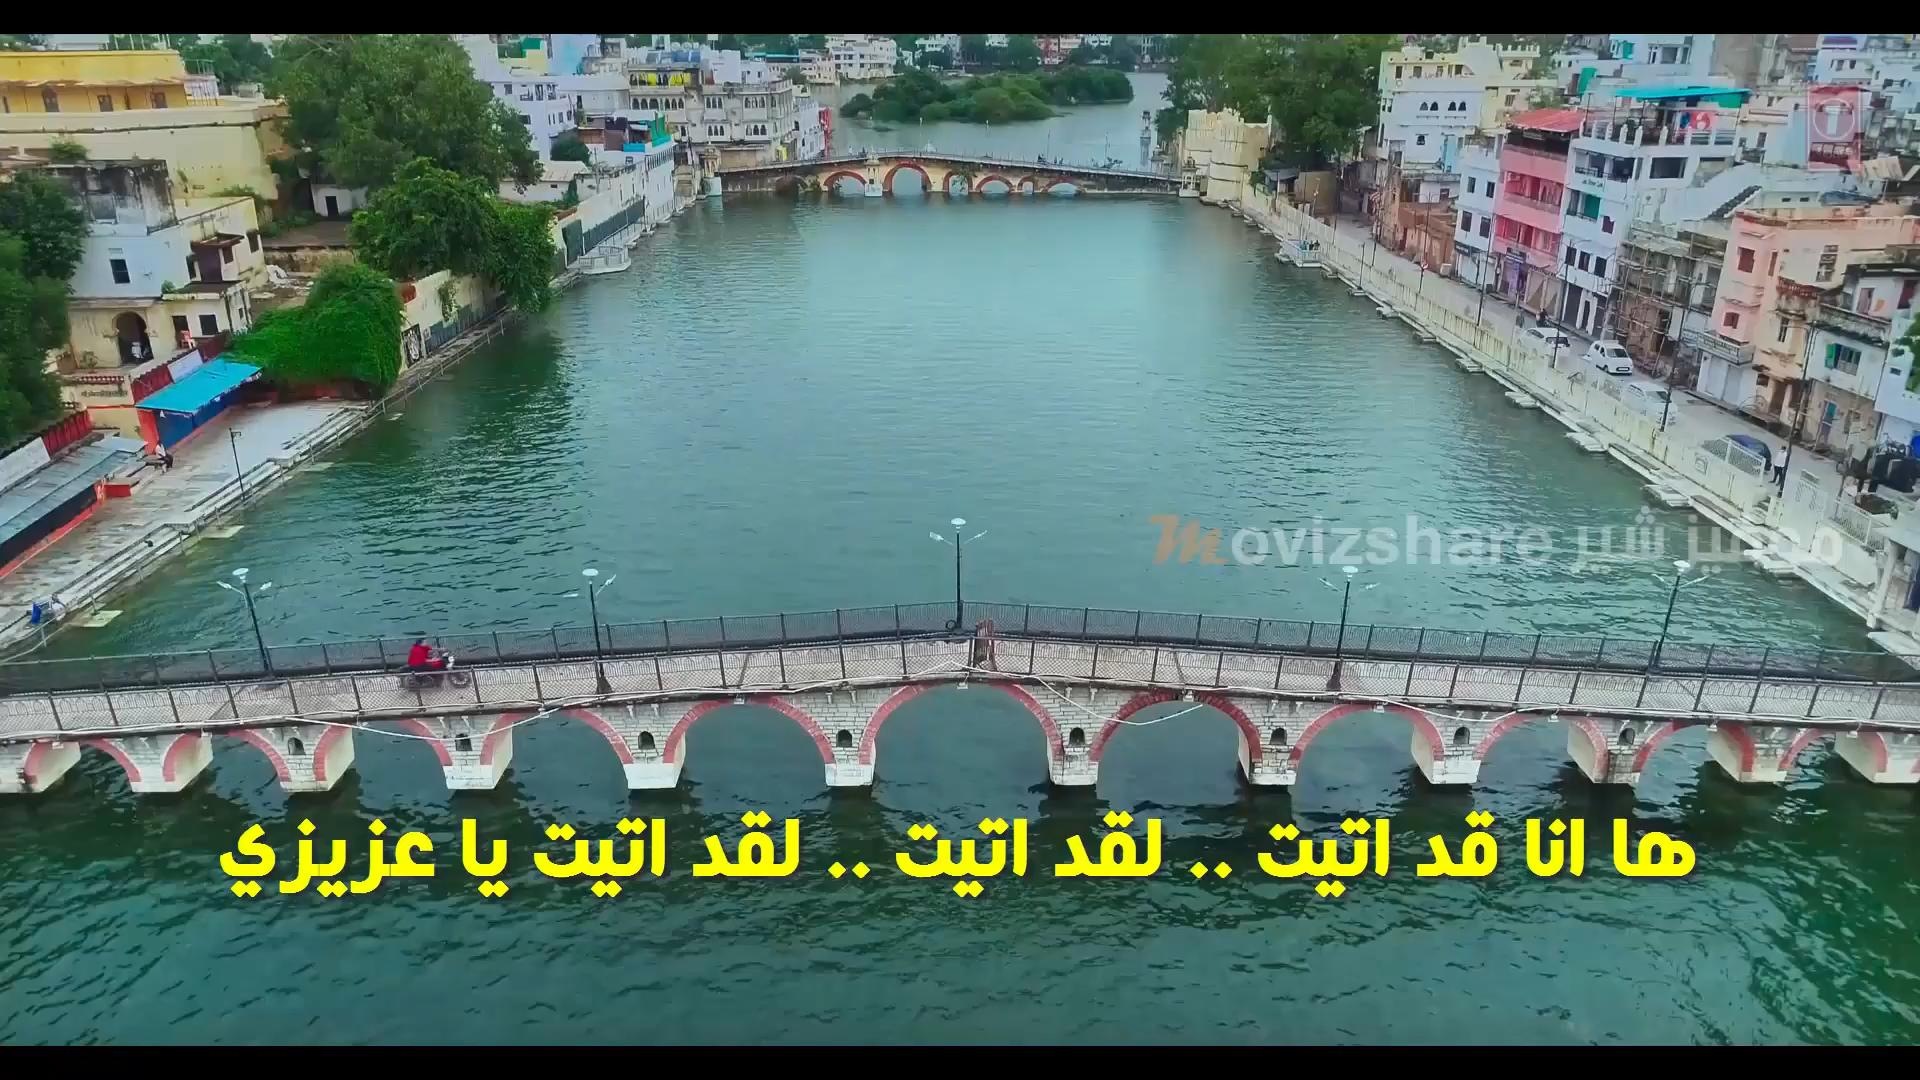 Movizshare موفيز شير
ها انا قد اتيت .. لقد اتيت .. لقد اتيت يا عزيزي